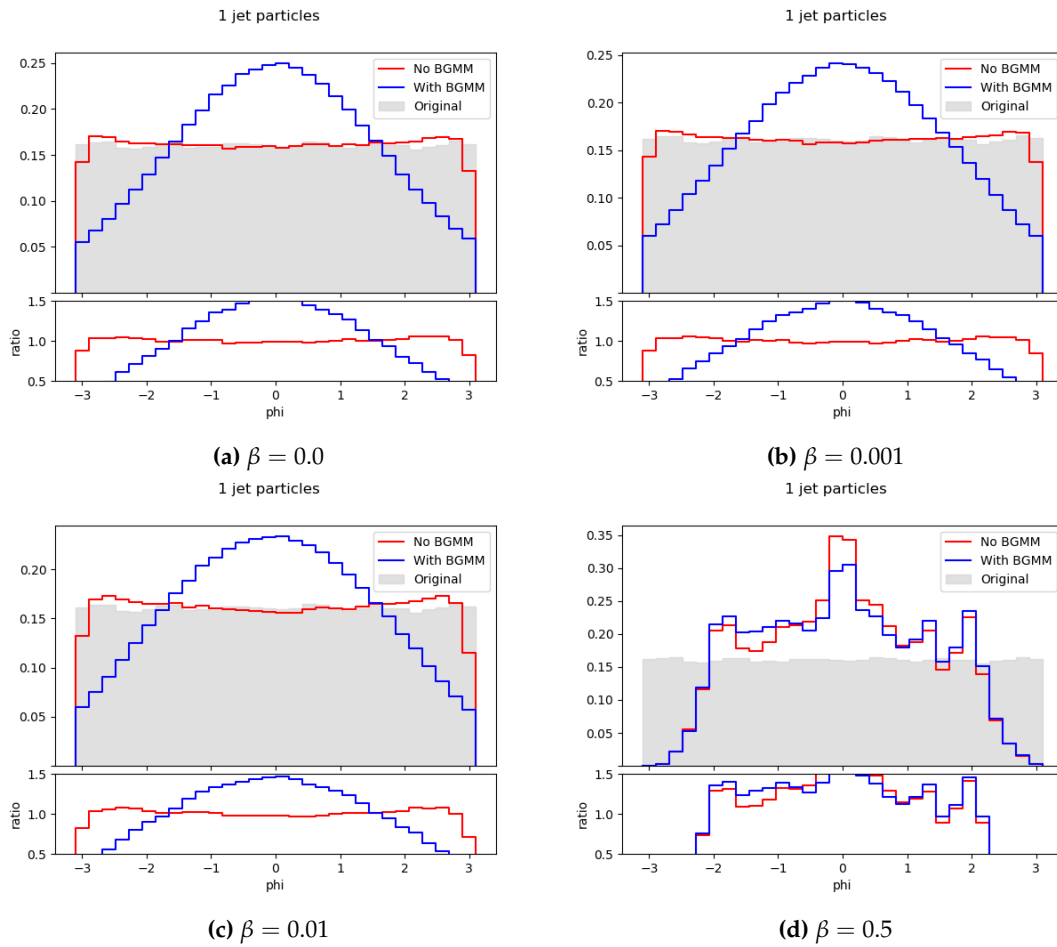 1 jet particles
0.25
0.20
0.15
0.10
0.05
No BGMM
With BGMM
Original
1.5
1.0
0.5
ratio
−3 −2 −1 0 1 2 3
phi
(a) β = 0.0
1 jet particles
0.25
0.20
0.15
0.10
0.05
No BGMM
With BGMM
Original
1.5
1.0
0.5
ratio
−3 −2 −1 0 1 2 3
phi
(b) β = 0.001
1 jet particles
0.20
0.15
0.10
0.05
No BGMM
With BGMM
Original
1.5
1.0
0.5
ratio
−3 −2 −1 0 1 2 3
phi
(c) β = 0.01
1 jet particles
0.35
0.30
0.25
0.20
0.15
0.10
0.05
No BGMM
With BGMM
Original
1.5
1.0
0.5
ratio
−3 −2 −1 0 1 2 3
phi
(d) β = 0.5